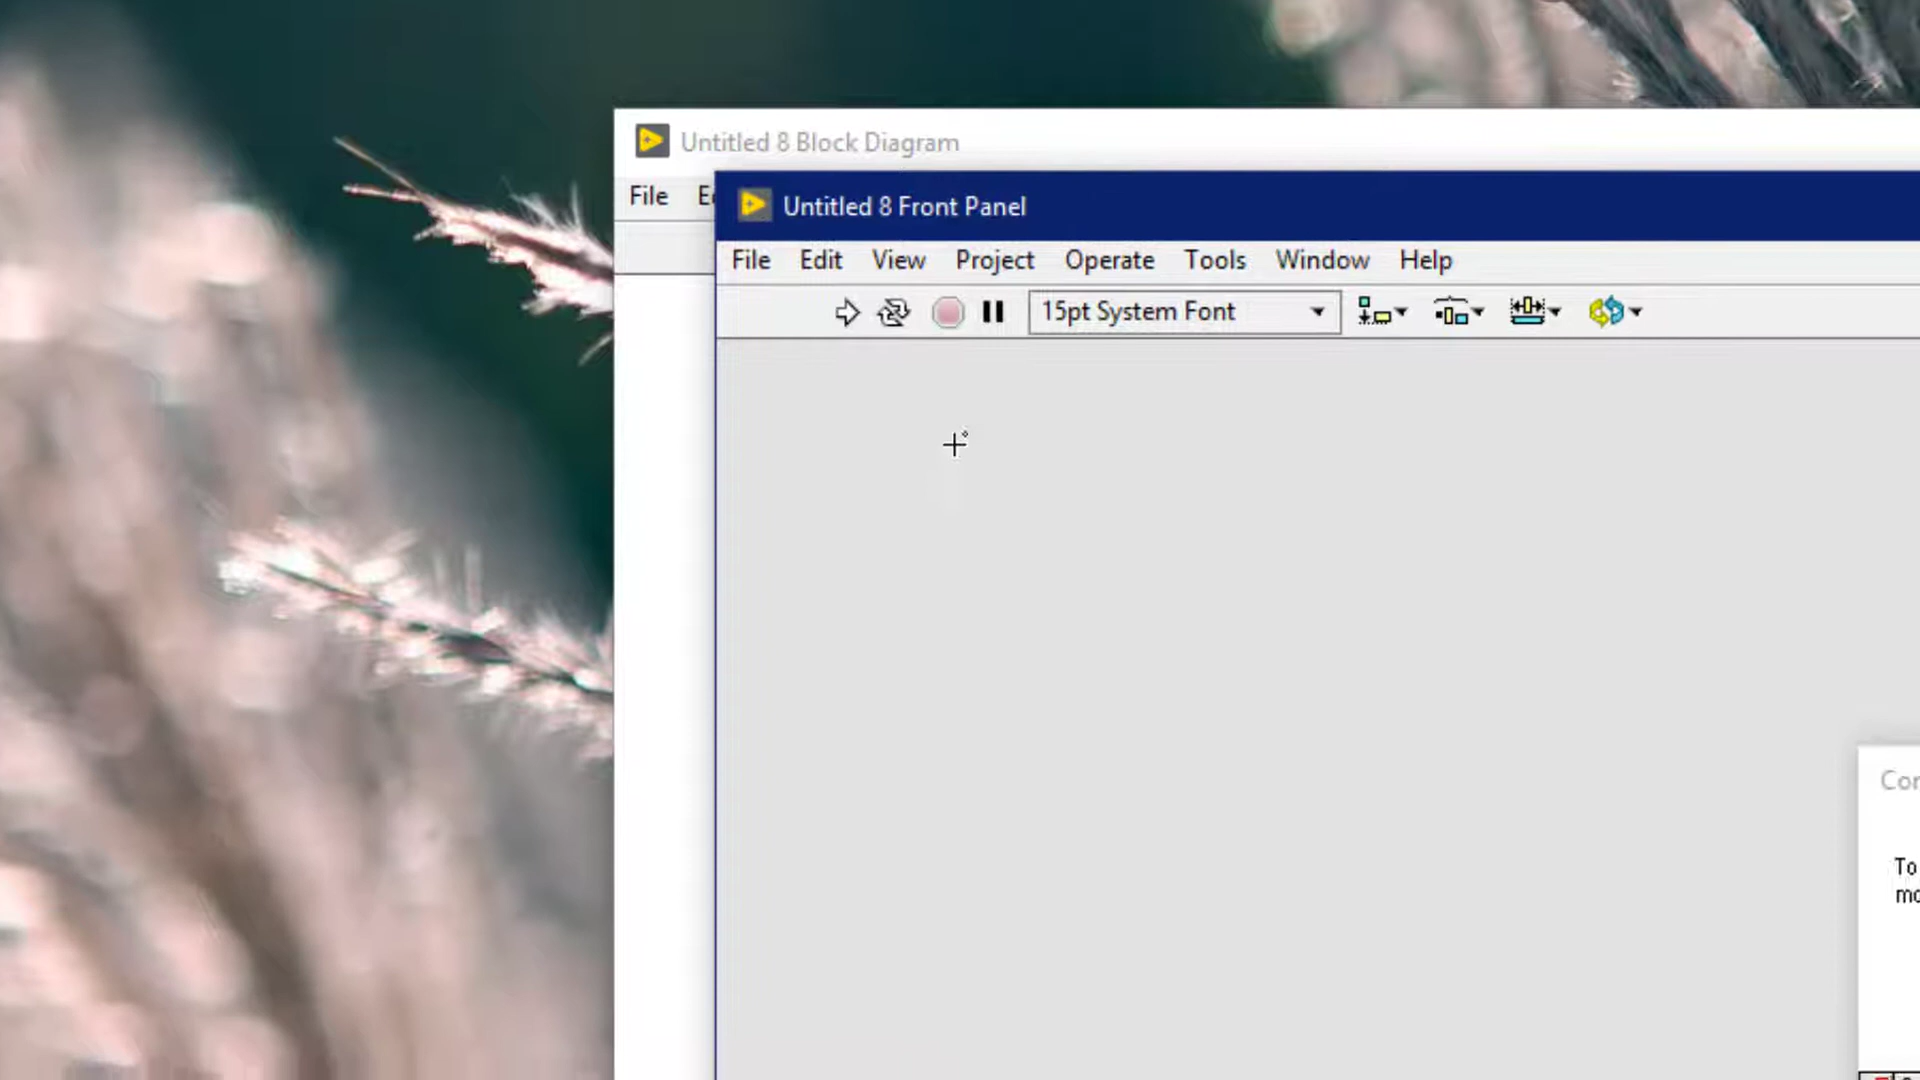 Untitled 8 Block Diagram
File
Untitled 8 Front Panel
File Edit View Project Operate Tools Window Help
15pt System Font
To